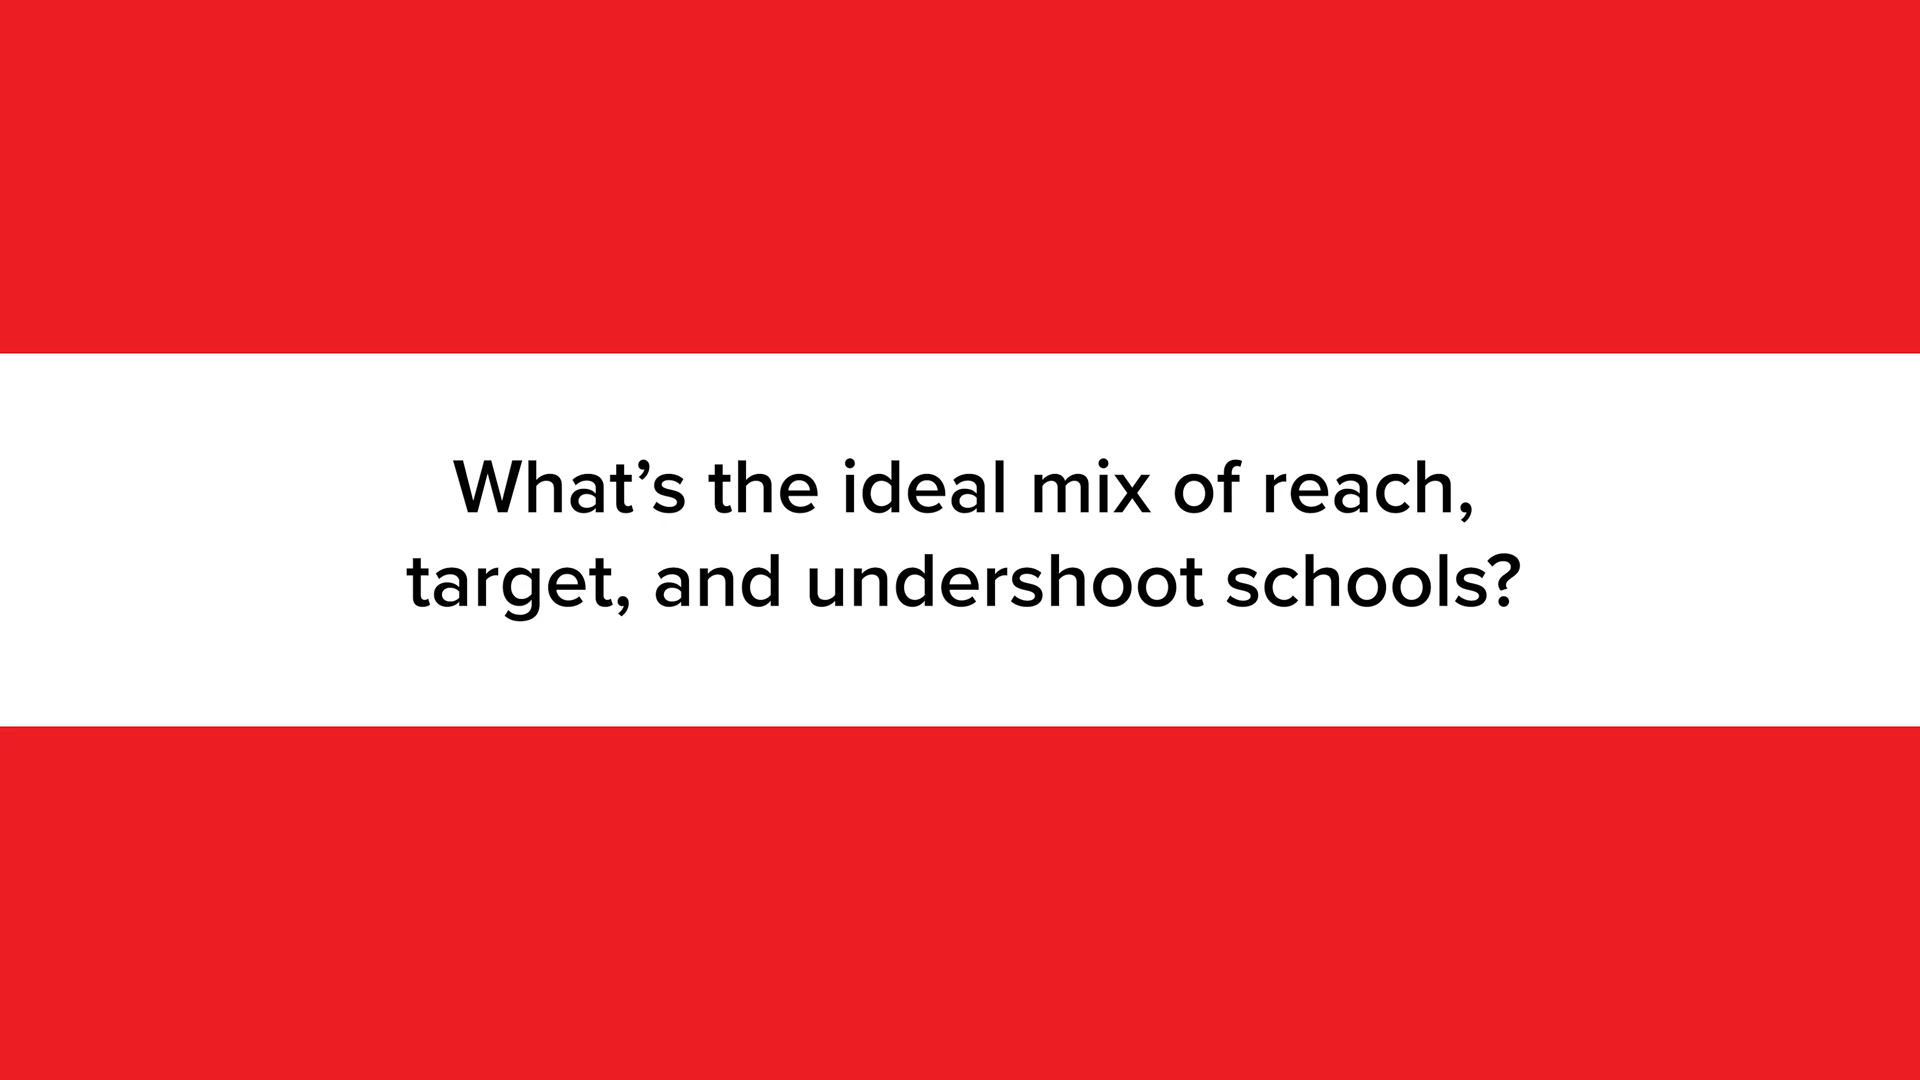 What’s the ideal mix of reach,
target, and undershoot schools?